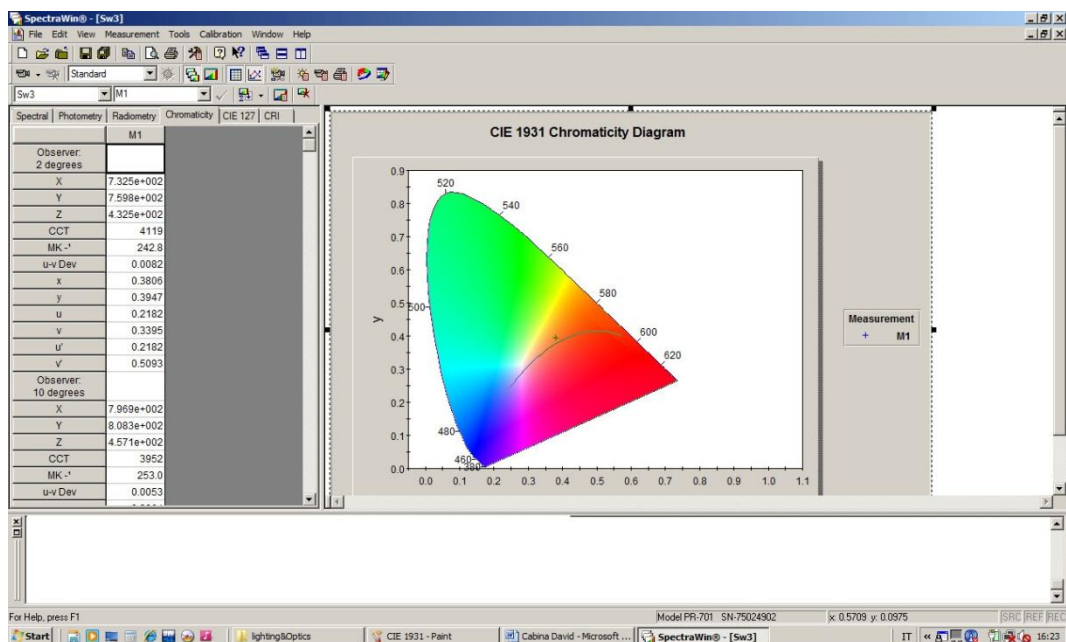 SpectraWin® - [Sw3]
File Edit View Measurement Tools Calibration Window Help
Standard
Sw3 M1
Spectral Photometry Radiometry Chromaticity CIE 127 CRI
M1
Observer:
2 degrees
X 7.325e+002
Y 7.598e+002
Z 4.325e+002
CCT 4119
MK-' 242.8
u-v Dev 0.0082
x 0.3806
y 0.3947
u 0.2182
v 0.3395
u' 0.2182
v' 0.5093
Observer:
10 degrees
X 7.969e+002
Y 8.083e+002
Z 4.571e+002
CCT 3952
MK-' 253.0
u-v Dev 0.0053
CIE 1931 Chromaticity Diagram
0.9
0.8
0.7
0.6
0.5
0.4
0.3
0.2
0.1
0.0
y
520
540
560
580
600
620
500
480
460
380
0.0 0.1 0.2 0.3 0.4 0.5 0.6 0.7 0.8 0.9 1.0 1.1
Measurement
+ M1
For Help, press F1
Model PR-701 SN-75024902
x: 0.5709 y: 0.0975
SRC REF REC
Start
lighting&Optics
CIE 1931 - Paint
Cabina David - Microsoft ...
SpectraWin® - [Sw3]
IT
16:23